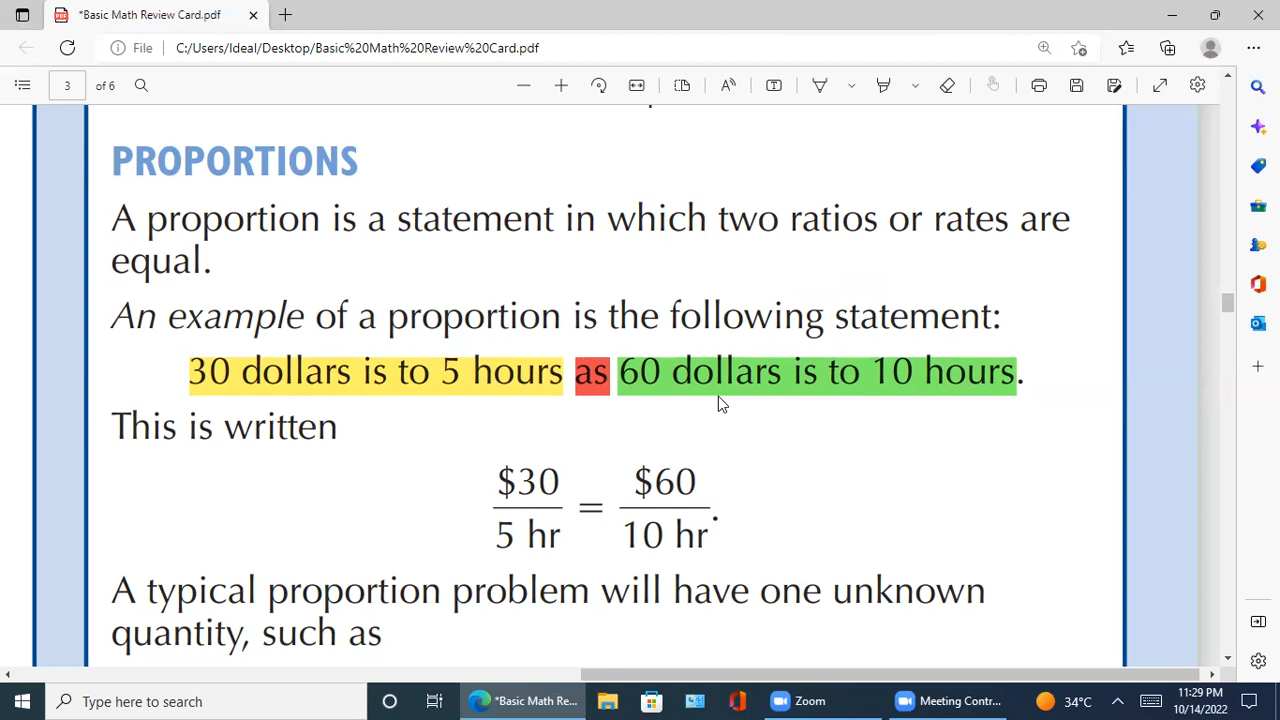 *Basic Math Review Card.pdf
File
C:/Users/Ideal/Desktop/Basic%20Math%20Review%20Card.pdf
3 of 6
PROPORTIONS
A proportion is a statement in which two ratios or rates are
equal.
An example of a proportion is the following statement:
30 dollars is to 5 hours as 60 dollars is to 10 hours.
This is written
$30 $60
=
5 hr 10 hr.
A typical proportion problem will have one unknown
quantity, such as
Type here to search
*Basic Math Re...
Zoom
Meeting Contr...
34°C
11:29 PM
10/14/2022